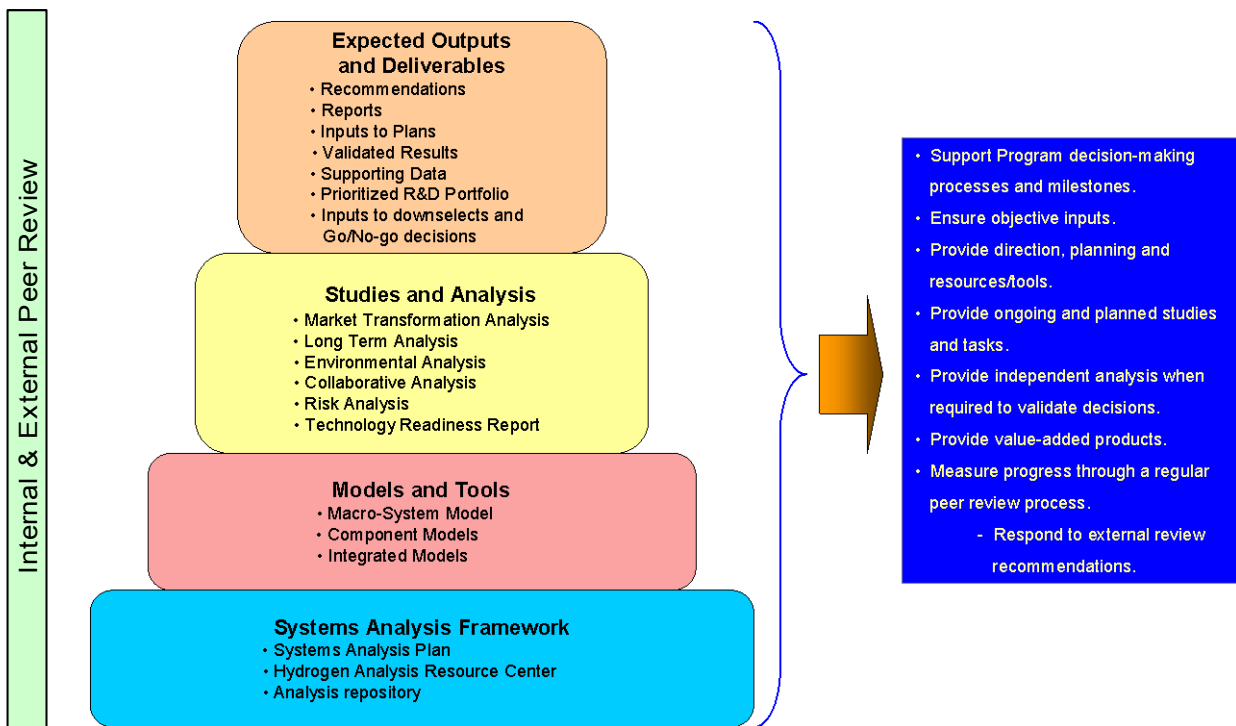 Internal & External Peer Review
Expected Outputs
and Deliverables
• Recommendations
• Reports
• Inputs to Plans
• Validated Results
• Supporting Data
• Prioritized R&D Portfolio
• Inputs to downselects and
Go/No-go decisions
Studies and Analysis
• Market Transformation Analysis
• Long Term Analysis
• Environmental Analysis
• Collaborative Analysis
• Risk Analysis
• Technology Readiness Report
Models and Tools
• Macro-System Model
• Component Models
• Integrated Models
Systems Analysis Framework
• Systems Analysis Plan
• Hydrogen Analysis Resource Center
• Analysis repository
• Support Program decision-making
processes and milestones.
• Ensure objective inputs.
• Provide direction, planning and
resources/tools.
• Provide ongoing and planned studies
and tasks.
• Provide independent analysis when
required to validate decisions.
• Provide value-added products.
• Measure progress through a regular
peer review process.
- Respond to external review
recommendations.